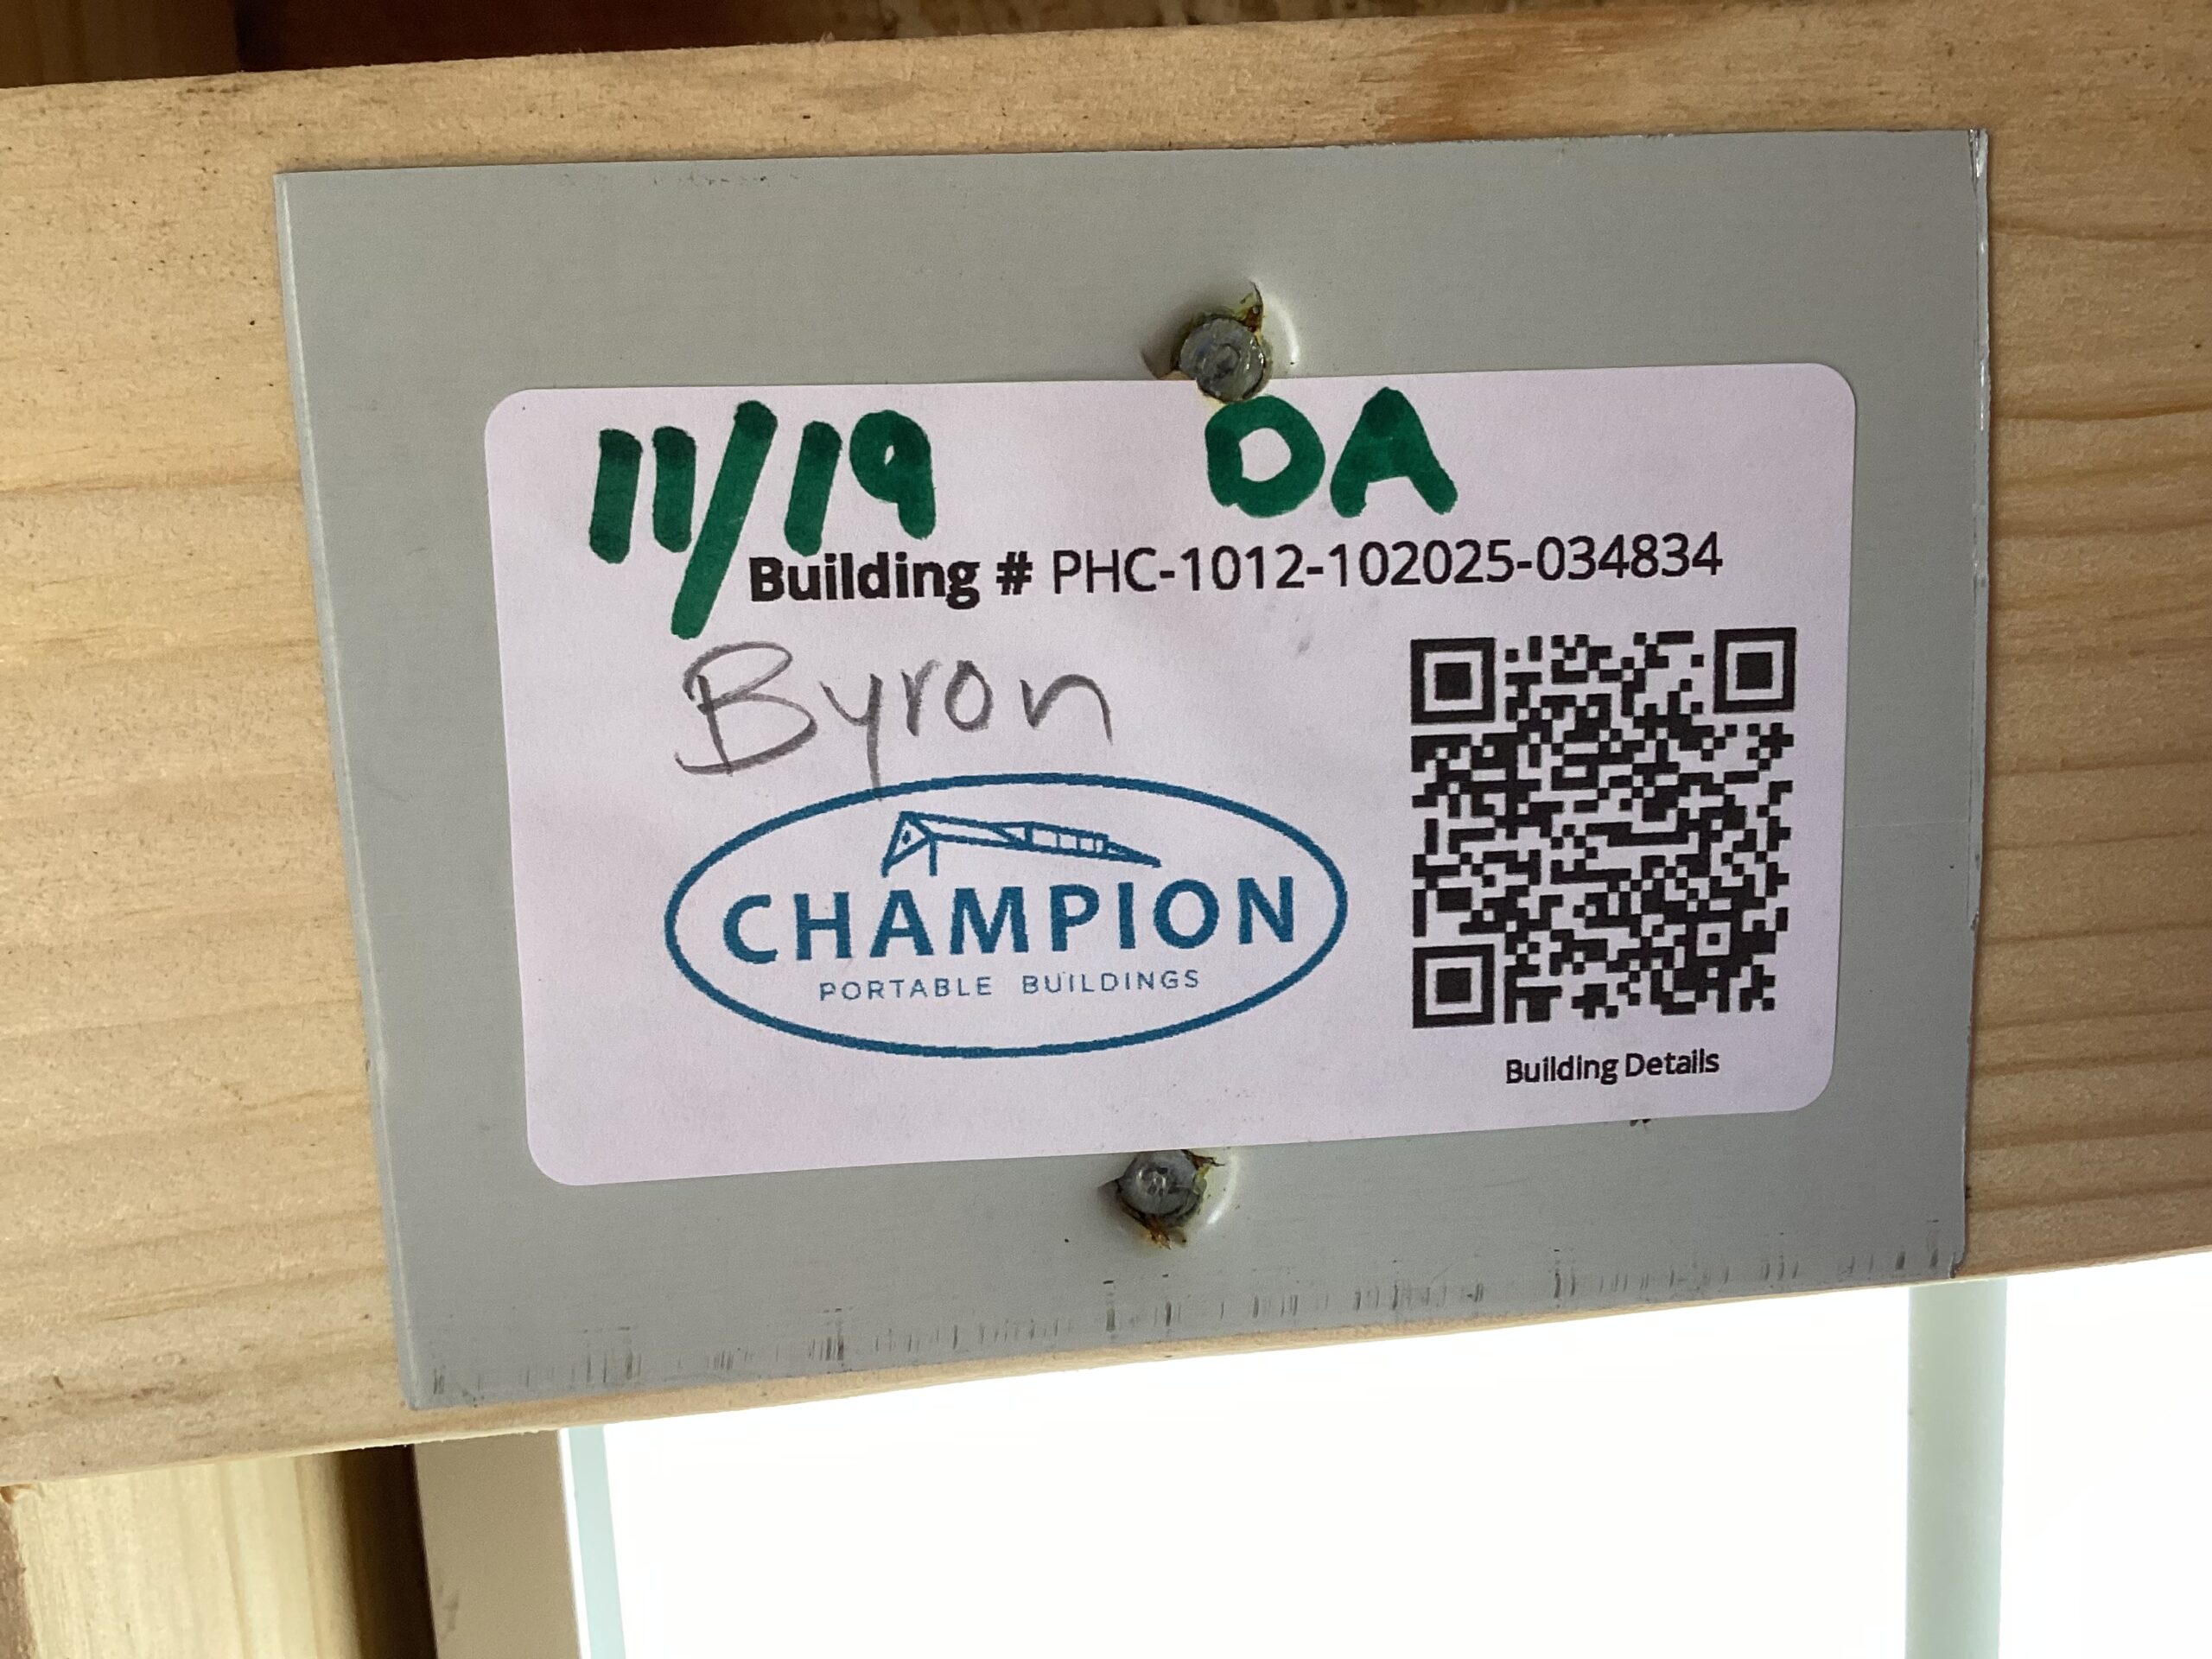 11/19 DA
Building # PHC-1012-102025-034834
Byron
CHAMPION
PORTABLE BUILDINGS
Building Details